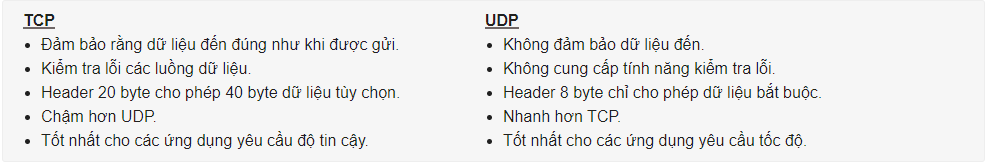 TCP
• Đảm bảo rằng dữ liệu đến đúng như khi được gửi.
• Kiểm tra lỗi các luồng dữ liệu.
• Header 20 byte cho phép 40 byte dữ liệu tùy chọn.
• Chậm hơn UDP.
• Tốt nhất cho các ứng dụng yêu cầu độ tin cậy.
UDP
• Không đảm bảo dữ liệu đến.
• Không cung cấp tính năng kiểm tra lỗi.
• Header 8 byte chỉ cho phép dữ liệu bắt buộc.
• Nhanh hơn TCP.
• Tốt nhất cho các ứng dụng yêu cầu tốc độ.